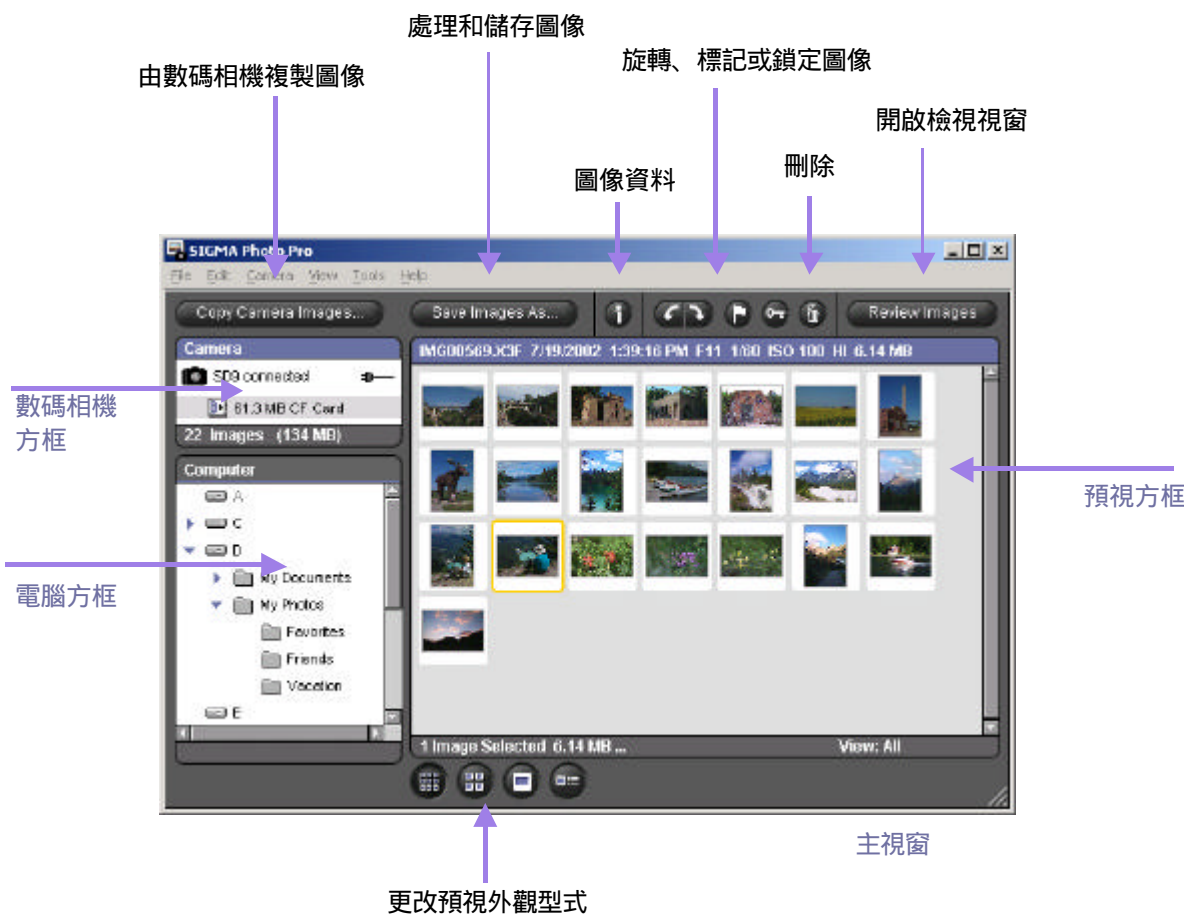 處理和儲存圖像
由數碼相機複製圖像
旋轉、標記或鎖定圖像
開啟檢視視窗
圖像資料
刪除
SIGMA Photo Pro
File Edit Camera View Tools Help
Copy Camera Images...
Save Images As...
Review Images
Camera
IMG00569.X3F 7/19/2002 1:39:16 PM F11 1/60 ISO 100 HI 6.14 MB
SD9 connected
61.3 MB CF Card
22 Images (134 MB)
數碼相機
方框
Computer
A
C
D
My Documents
My Photos
Favorites
Friends
Vacation
E
電腦方框
預視方框
1 Image Selected 6.14 MB ...
View: All
主視窗
更改預視外觀型式